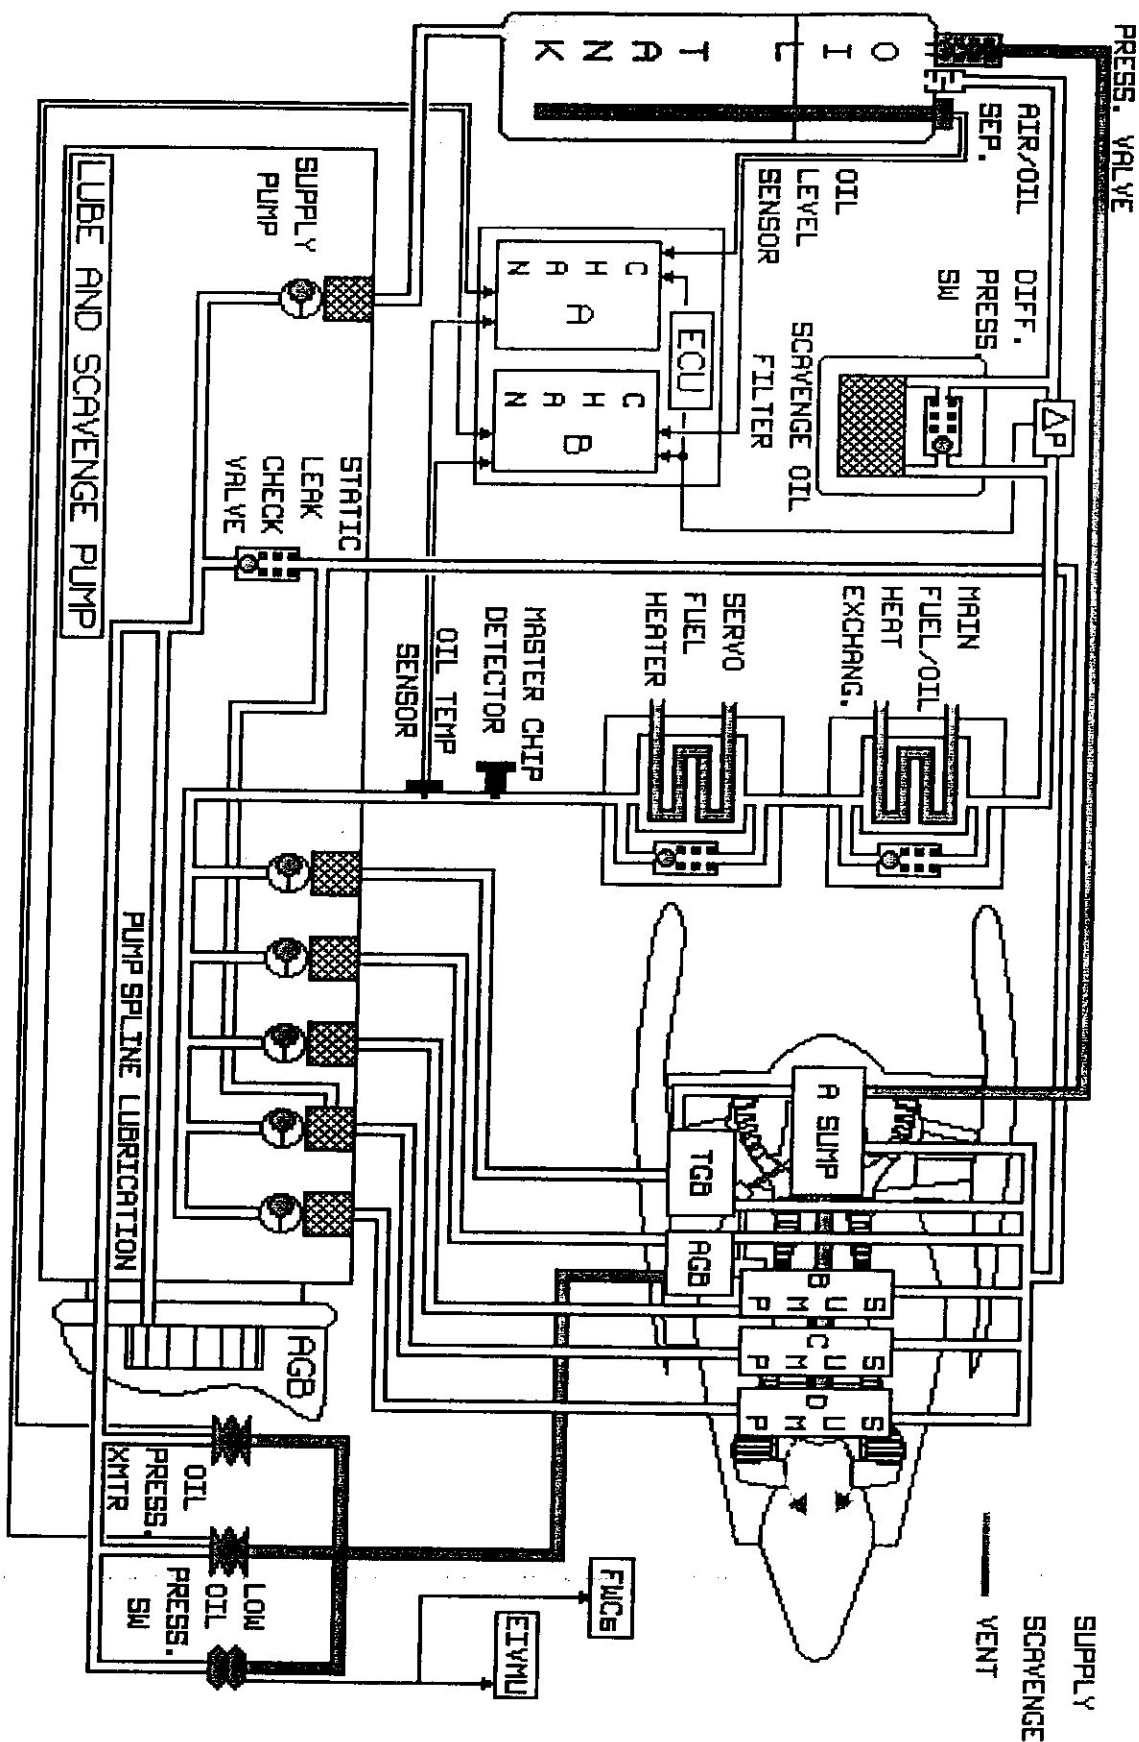 PRESS. VALVE
OIL TANK
AIR/OIL
SEP.
OIL
LEVEL
SENSOR
DIFF.
PRESS.
SW
SCAVENGE OIL
FILTER
ΔP
MAIN
FUEL/OIL
HEAT
EXCHANG.
SERVO
FUEL
HEATER
MASTER CHIP
DETECTOR
OIL TEMP
SENSOR
CHAN
A
ECU
CHAN
B
SUPPLY
PUMP
STATIC
LEAK
CHECK
VALVE
LUBE AND SCAVENGE PUMP
PUMP SPLINE LUBRICATION
A SUMP
TGB
AGB
B
SUMP
C
SUMP
D
SUMP
AGB
OIL
PRESS.
XMTR
LOW
OIL
PRESS.
SW
FWCs
EIVMU
SUPPLY
SCAVENGE
VENT